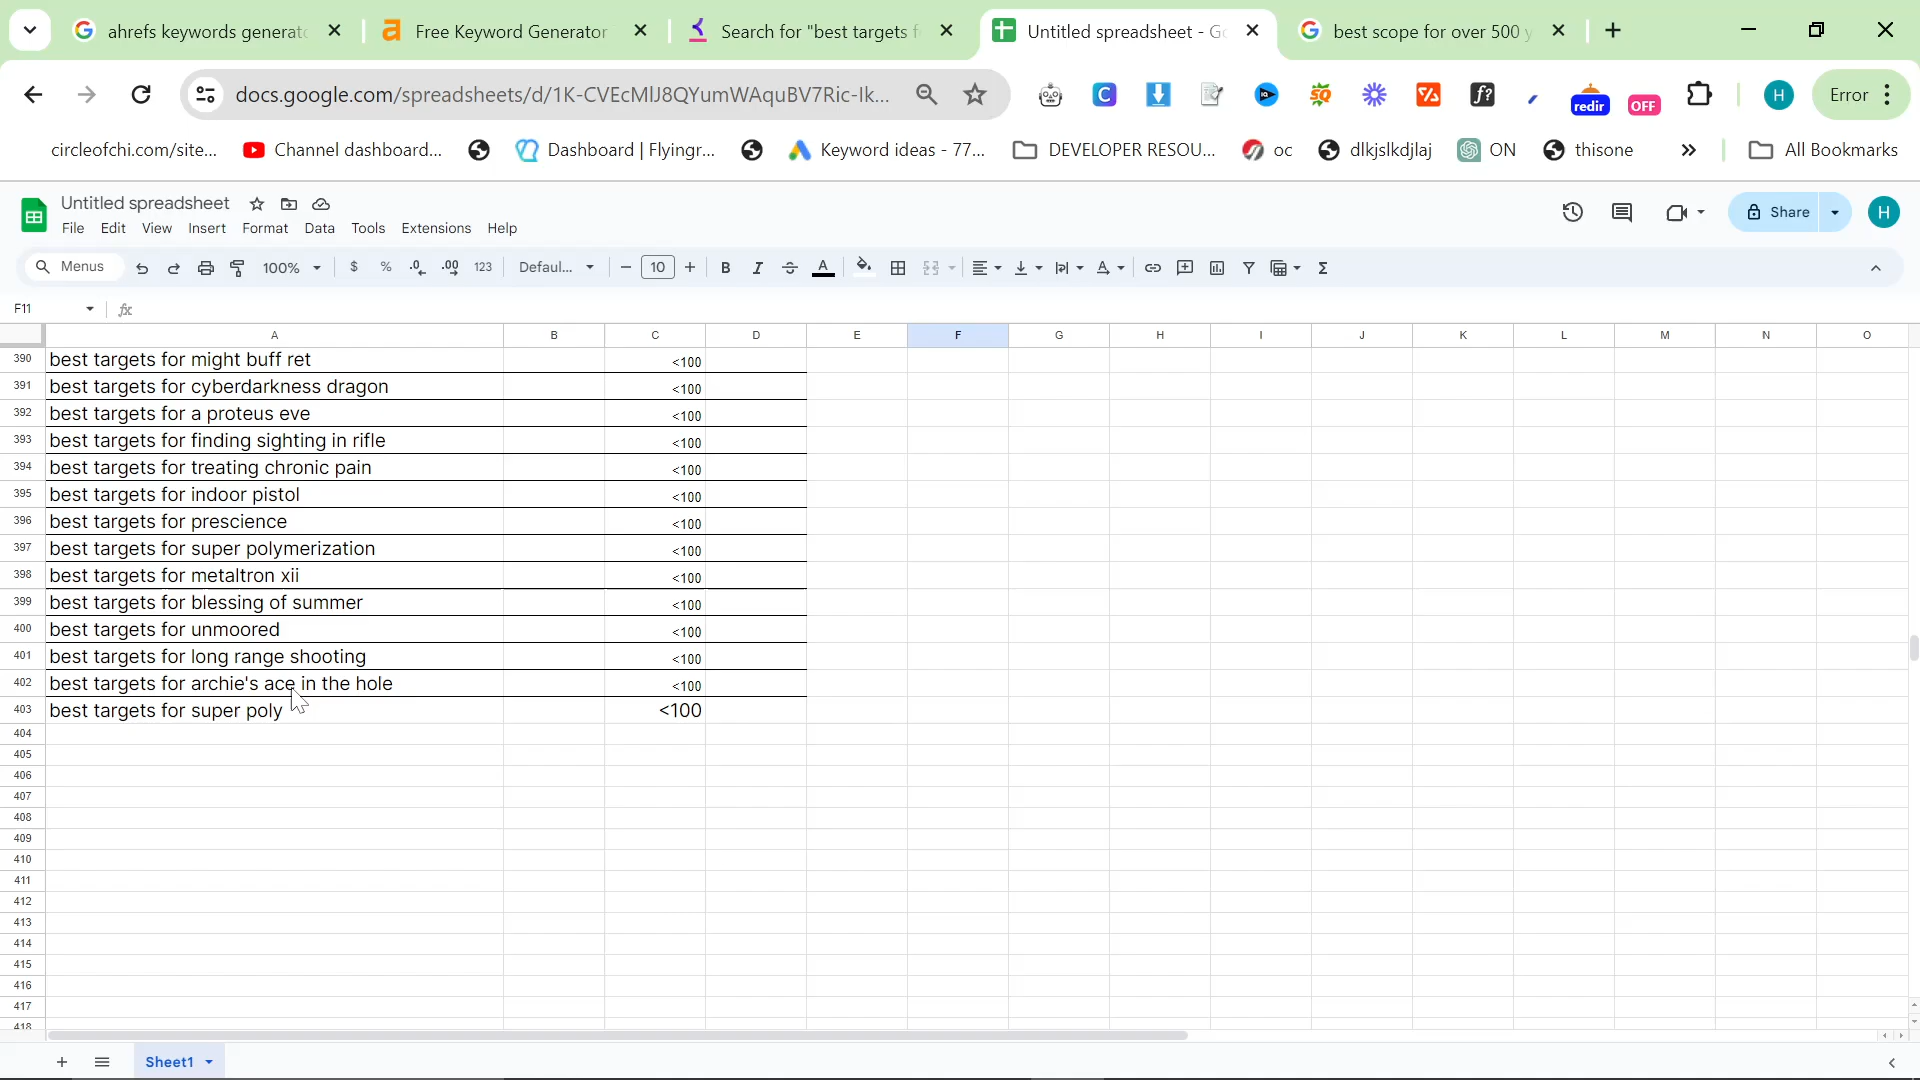 ahrefs keywords generato
Free Keyword Generator
Search for "best targets f
Untitled spreadsheet - Go
best scope for over 500 y
docs.google.com/spreadsheets/d/1K-CVEcMlJ8QYumWAquBV7Ric-Ik...
redir
OFF
H
Error
circleofchi.com/site...
Channel dashboard...
Dashboard | Flyingr...
Keyword ideas - 77...
DEVELOPER RESOU...
oc
dlkjslkdjlaj
ON
thisone
»
All Bookmarks
Untitled spreadsheet
File Edit View Insert Format Data Tools Extensions Help
Share
H
Menus
100%
$ % .0 .00 123
Defaul...
10
B I
F11
fx
A B C D E F G H I J K L M N O
390 best targets for might buff ret <100
391 best targets for cyberdarkness dragon <100
392 best targets for a proteus eve <100
393 best targets for finding sighting in rifle <100
394 best targets for treating chronic pain <100
395 best targets for indoor pistol <100
396 best targets for prescience <100
397 best targets for super polymerization <100
398 best targets for metaltron xii <100
399 best targets for blessing of summer <100
400 best targets for unmoored <100
401 best targets for long range shooting <100
402 best targets for archie's ace in the hole <100
403 best targets for super poly <100
404
405
406
407
408
409
410
411
412
413
414
415
416
417
418
Sheet1